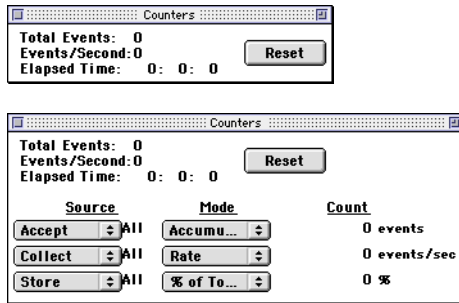 Counters
Total Events: 0
Events/Second: 0
Elapsed Time: 0: 0: 0
Reset
Counters
Total Events: 0
Events/Second: 0
Elapsed Time: 0: 0: 0
Reset
Source Mode Count
Accept All Accumu... 0 events
Collect All Rate 0 events/sec
Store All % of To... 0 %